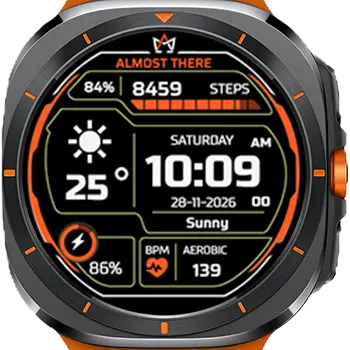 ALMOST THERE
84% 8459 STEPS
SATURDAY AM
10:09
25° 28-11-2026 00
Sunny
86% BPM AEROBIC
139